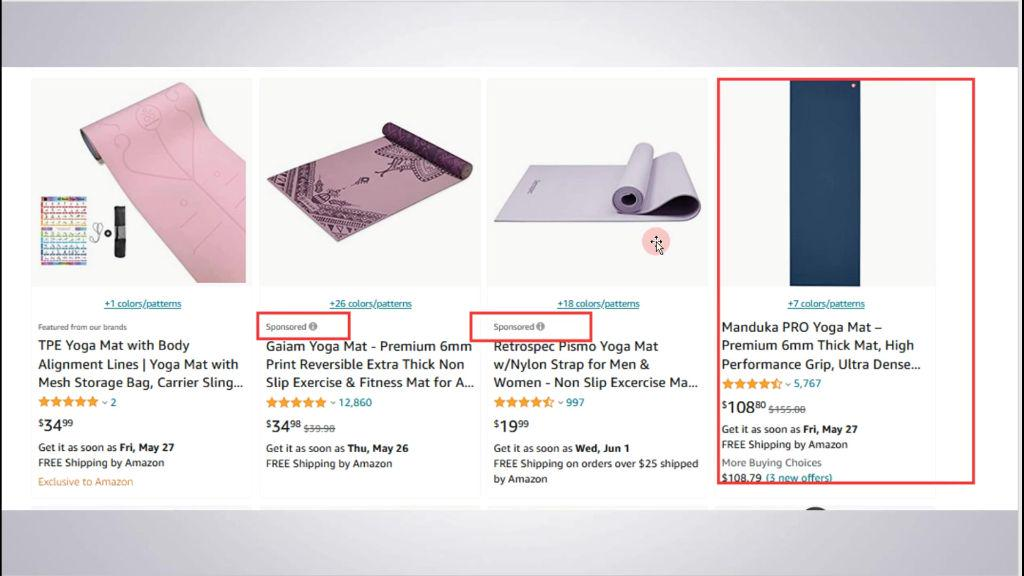 +1 colors/patterns
Featured from our brands
TPE Yoga Mat with Body
Alignment Lines | Yoga Mat with
Mesh Storage Bag, Carrier Sling...
2
$34.99
Get it as soon as Fri, May 27
FREE Shipping by Amazon
Exclusive to Amazon
+26 colors/patterns
Sponsored
Gaiam Yoga Mat - Premium 6mm
Print Reversible Extra Thick Non
Slip Exercise & Fitness Mat for A...
12,860
$34.98 $39.98
Get it as soon as Thu, May 26
FREE Shipping by Amazon
+18 colors/patterns
Sponsored
Retrospec Pismo Yoga Mat
w/Nylon Strap for Men &
Women - Non Slip Excercise Ma...
997
$19.99
Get it as soon as Wed, Jun 1
FREE Shipping on orders over $25 shipped
by Amazon
+7 colors/patterns
Manduka PRO Yoga Mat –
Premium 6mm Thick Mat, High
Performance Grip, Ultra Dense...
5,767
$108.80 $155.00
Get it as soon as Fri, May 27
FREE Shipping by Amazon
More Buying Choices
$108.79 (3 new offers)